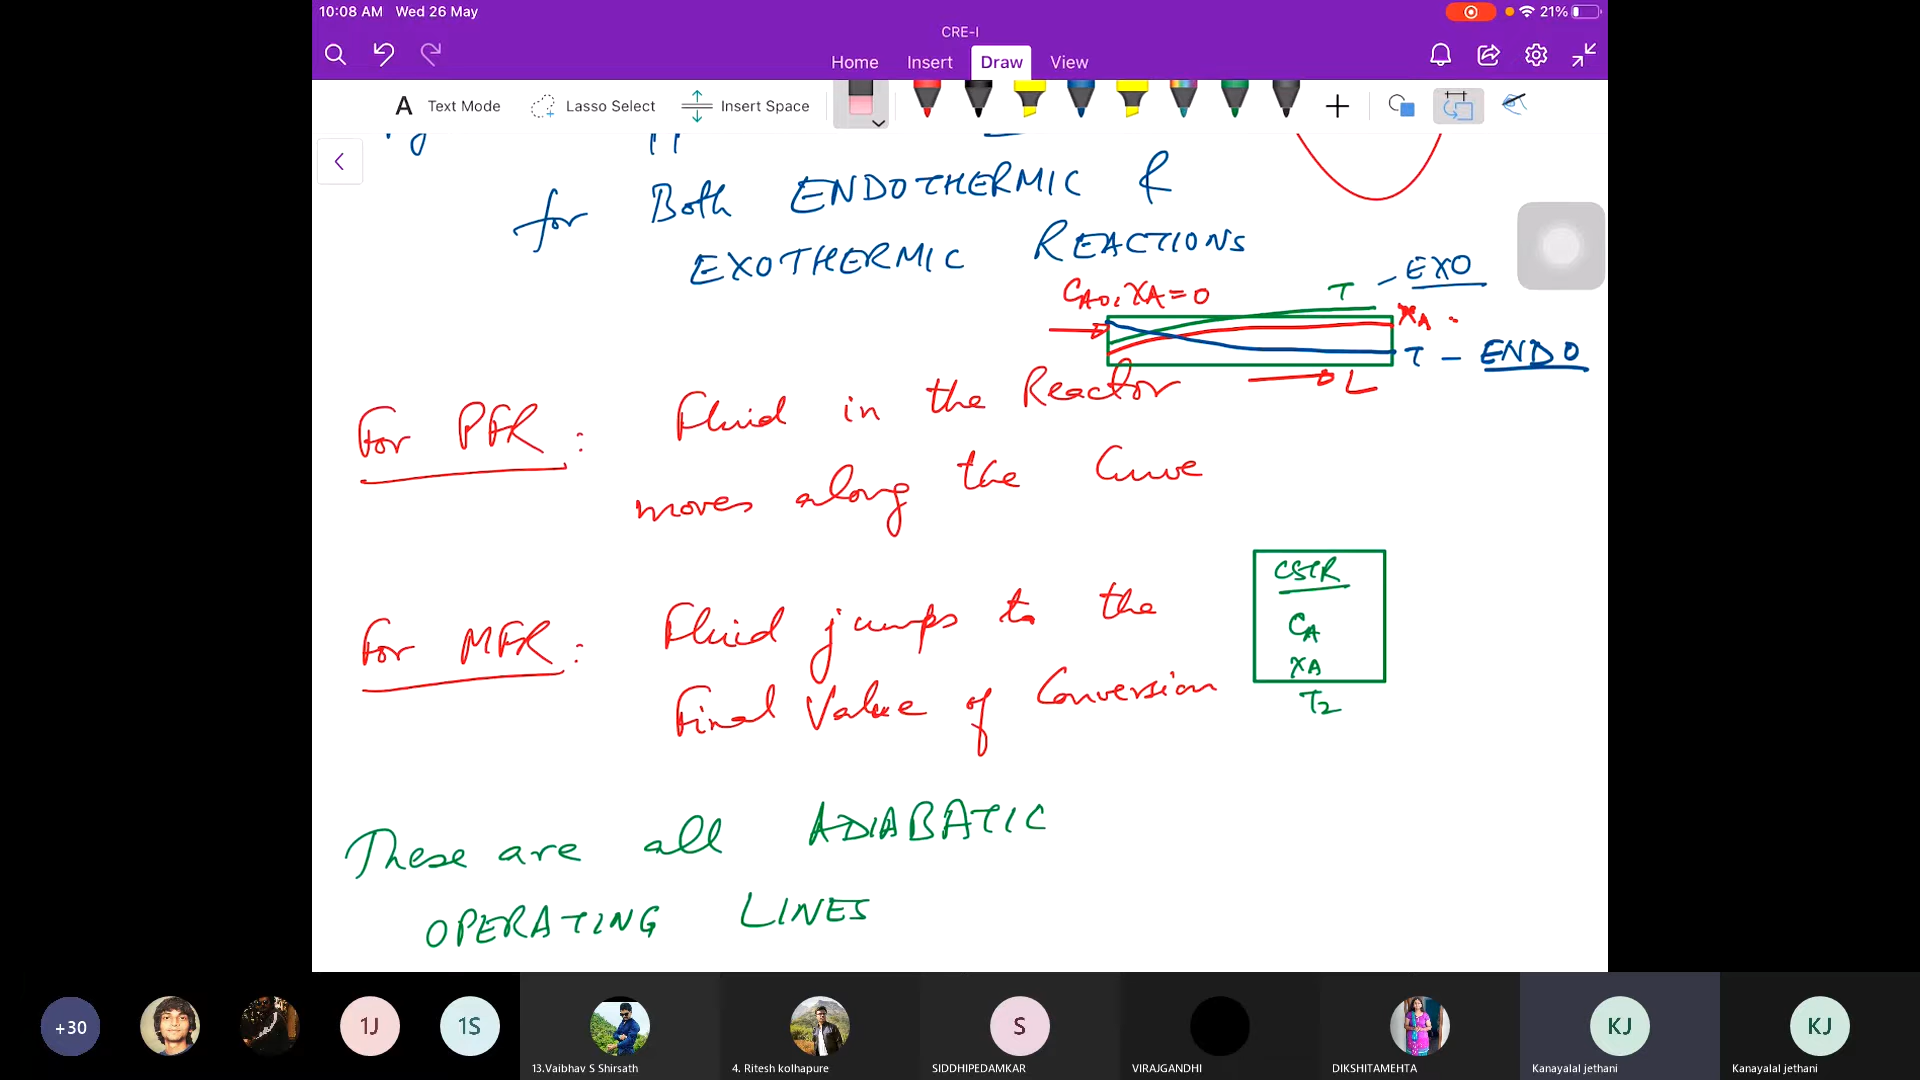 10:08 AM Wed 26 May
21%
CRE-I
Home Insert Draw View
Text Mode Lasso Select Insert Space
for Both ENDOTHERMIC &
EXOTHERMIC REACTIONS
CA0, XA=0
T - EXO
XA
T - ENDO
L
For PFR: Fluid in the Reactor
moves along the Curve
CSTR
CA
XA
T2
For MFR: Fluid jumps to the
Final Value of Conversion
These are all ADIABATIC
OPERATING LINES
+30
1J
1S
S
KJ
KJ
13.Vaibhav S Shirsath
4. Ritesh kolhapure
SIDDHIPEDAMKAR
VIRAJGANDHI
DIKSHITAMEHTA
Kanayalal jethani
Kanayalal jethani